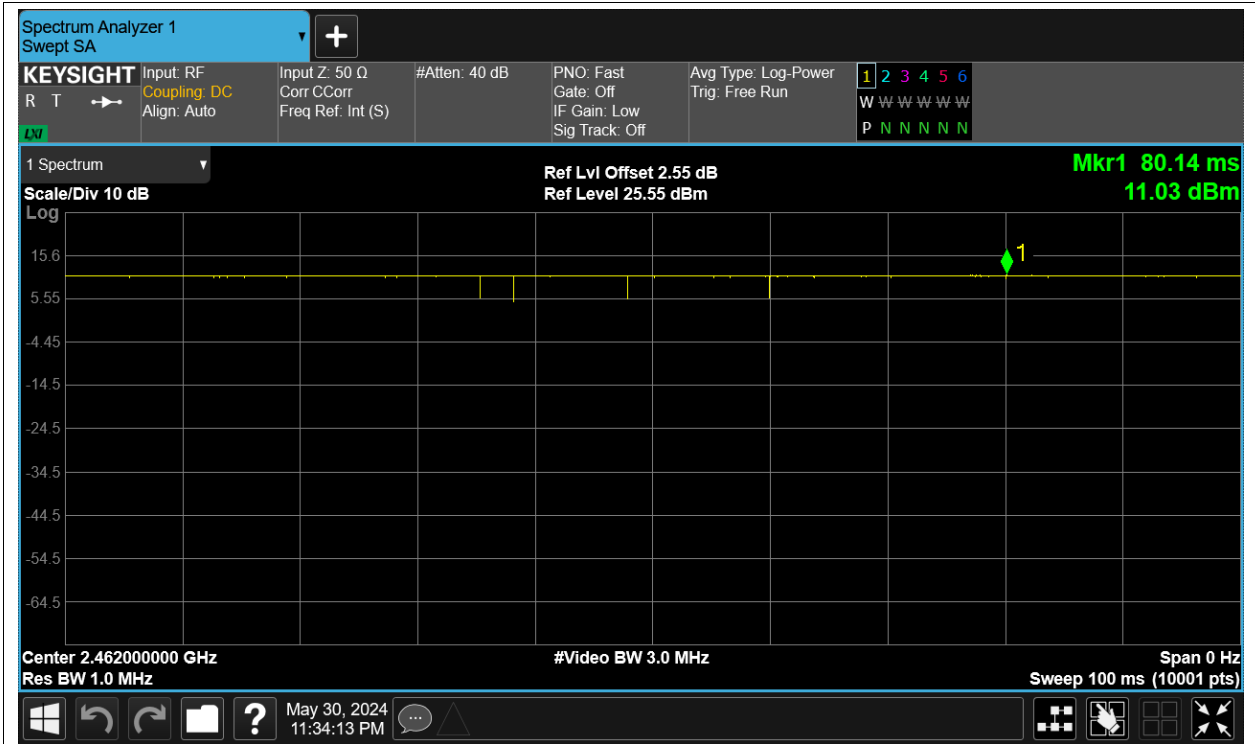 Spectrum Analyzer 1
Swept SA
KEYSIGHT
R T
LXI
Input: RF
Coupling: DC
Align: Auto
Input Z: 50 Ω
Corr CCorr
Freq Ref: Int (S)
#Atten: 40 dB
PNO: Fast
Gate: Off
IF Gain: Low
Sig Track: Off
Avg Type: Log-Power
Trig: Free Run
1 2 3 4 5 6
W W W W W W
P N N N N N
1 Spectrum
Scale/Div 10 dB
Log
Ref Lvl Offset 2.55 dB
Ref Level 25.55 dBm
Mkr1 80.14 ms
11.03 dBm
1
15.6
5.55
-4.45
-14.5
-24.5
-34.5
-44.5
-54.5
-64.5
Center 2.462000000 GHz
#Video BW 3.0 MHz
Span 0 Hz
Res BW 1.0 MHz
Sweep 100 ms (10001 pts)
?
May 30, 2024
11:34:13 PM